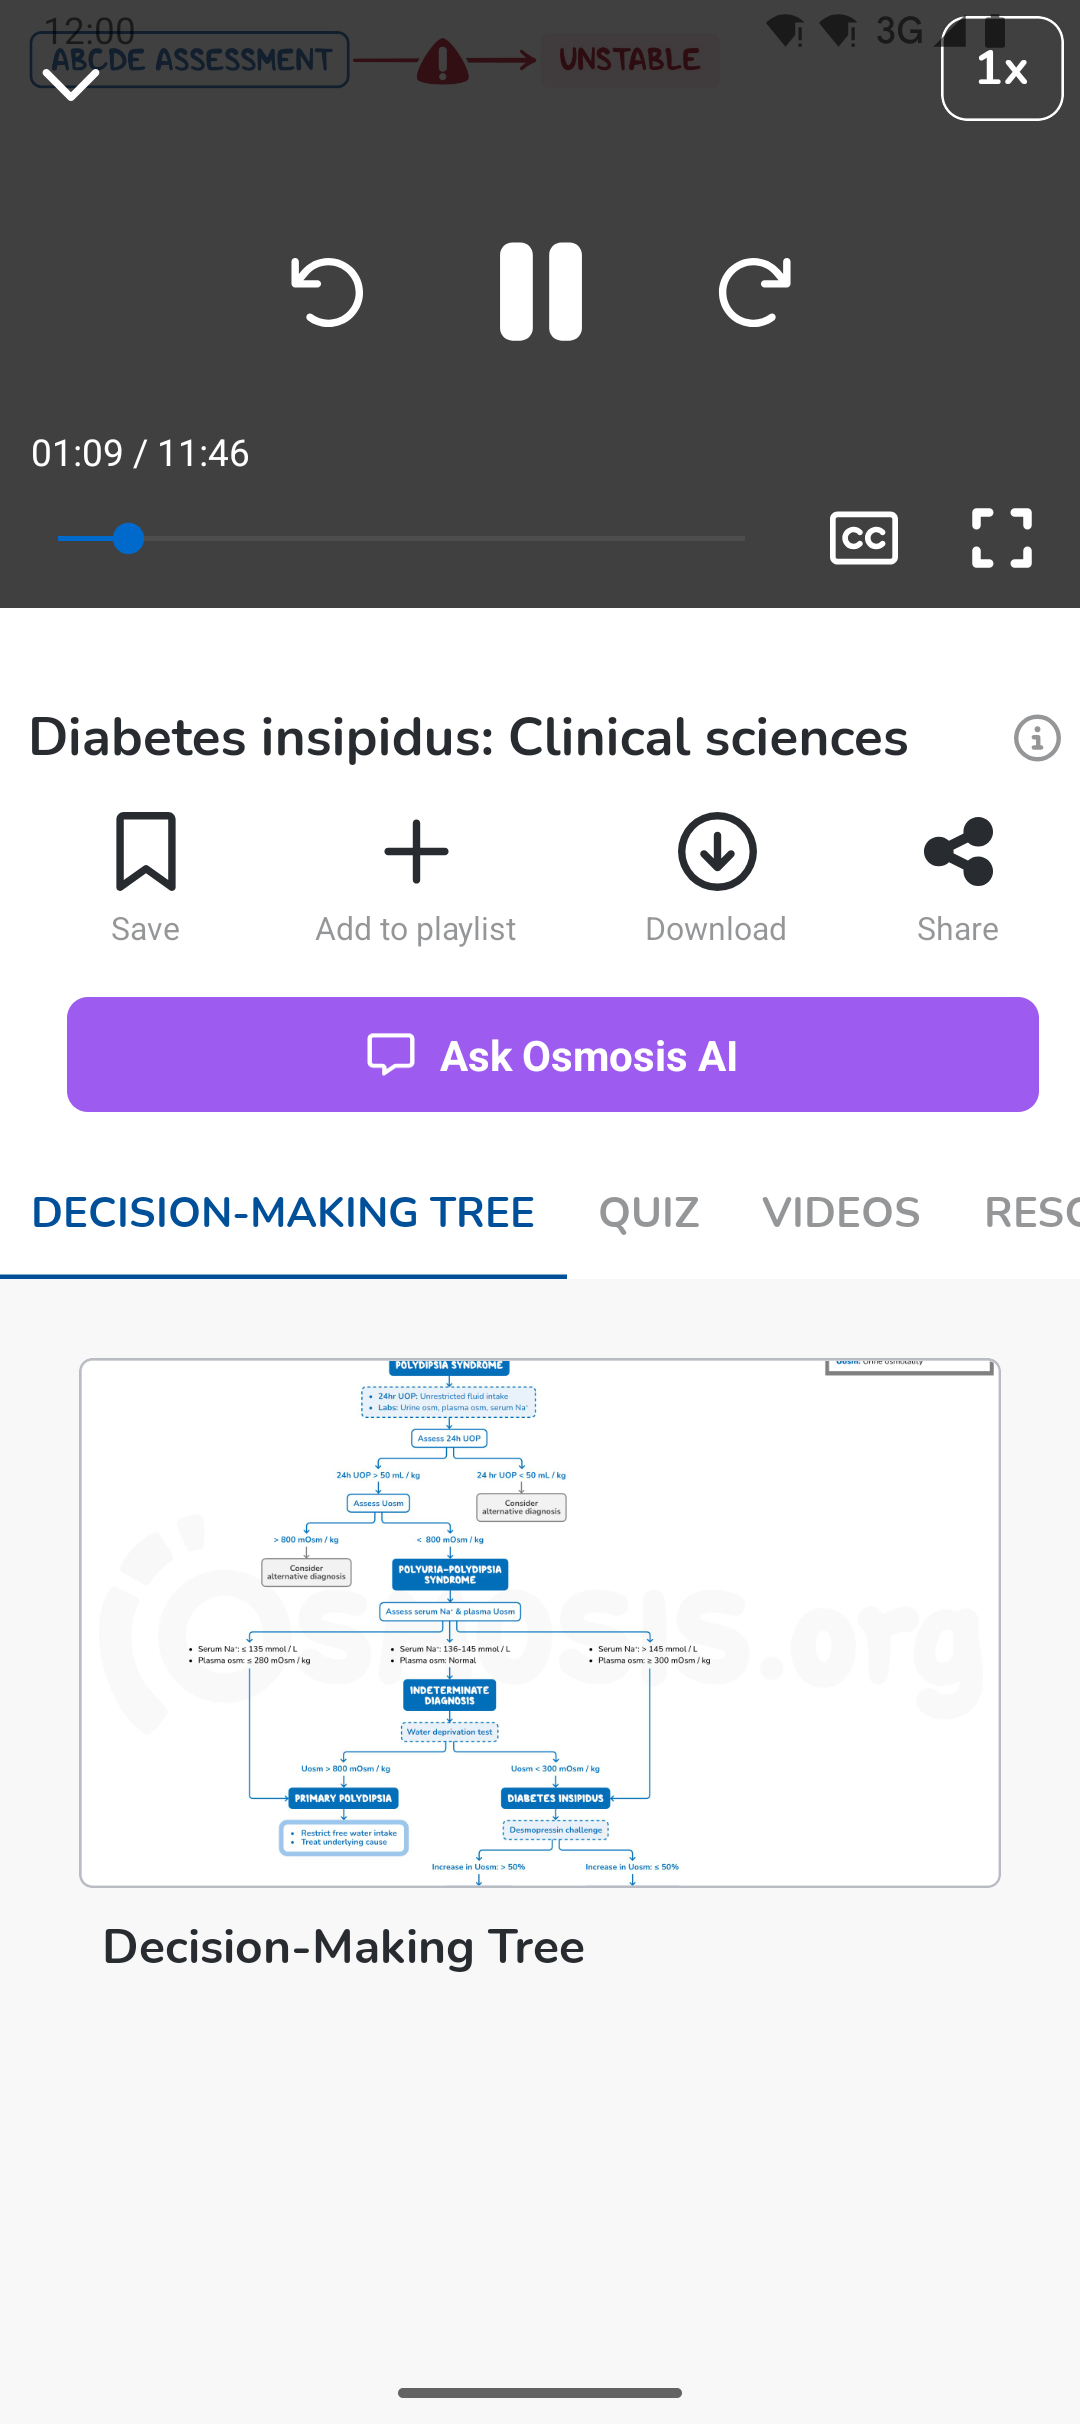 12:00
3G
ABCDE ASSESSMENT
UNSTABLE
1x
01:09 / 11:46
CC
Diabetes insipidus: Clinical sciences
Save
Add to playlist
Download
Share
Ask Osmosis AI
DECISION-MAKING TREE
QUIZ
VIDEOS
RESO
POLYDIPSIA SYNDROME
Uosm: Urine osmolality
• 24hr UOP: Unrestricted fluid intake
• Labs: Urine osm, plasma osm, serum Na⁺
Assess 24h UOP
24h UOP > 50 mL / kg
24 hr UOP < 50 mL / kg
Assess Uosm
Consider
alternative diagnosis
> 800 mOsm / kg
< 800 mOsm / kg
Consider
alternative diagnosis
POLYURIA-POLYDIPSIA
SYNDROME
Assess serum Na⁺ & plasma Uosm
• Serum Na⁺: ≤ 135 mmol / L
• Plasma osm: ≤ 280 mOsm / kg
• Serum Na⁺: 136-145 mmol / L
• Plasma osm: Normal
• Serum Na⁺: > 145 mmol / L
• Plasma osm: ≥ 300 mOsm / kg
INDETERMINATE
DIAGNOSIS
Water deprivation test
Uosm > 800 mOsm / kg
Uosm < 300 mOsm / kg
PRIMARY POLYDIPSIA
DIABETES INSIPIDUS
• Restrict free water intake
• Treat underlying cause
Desmopressin challenge
Increase in Uosm: > 50%
Increase in Uosm: ≤ 50%
OSMOSIS.org
Decision-Making Tree